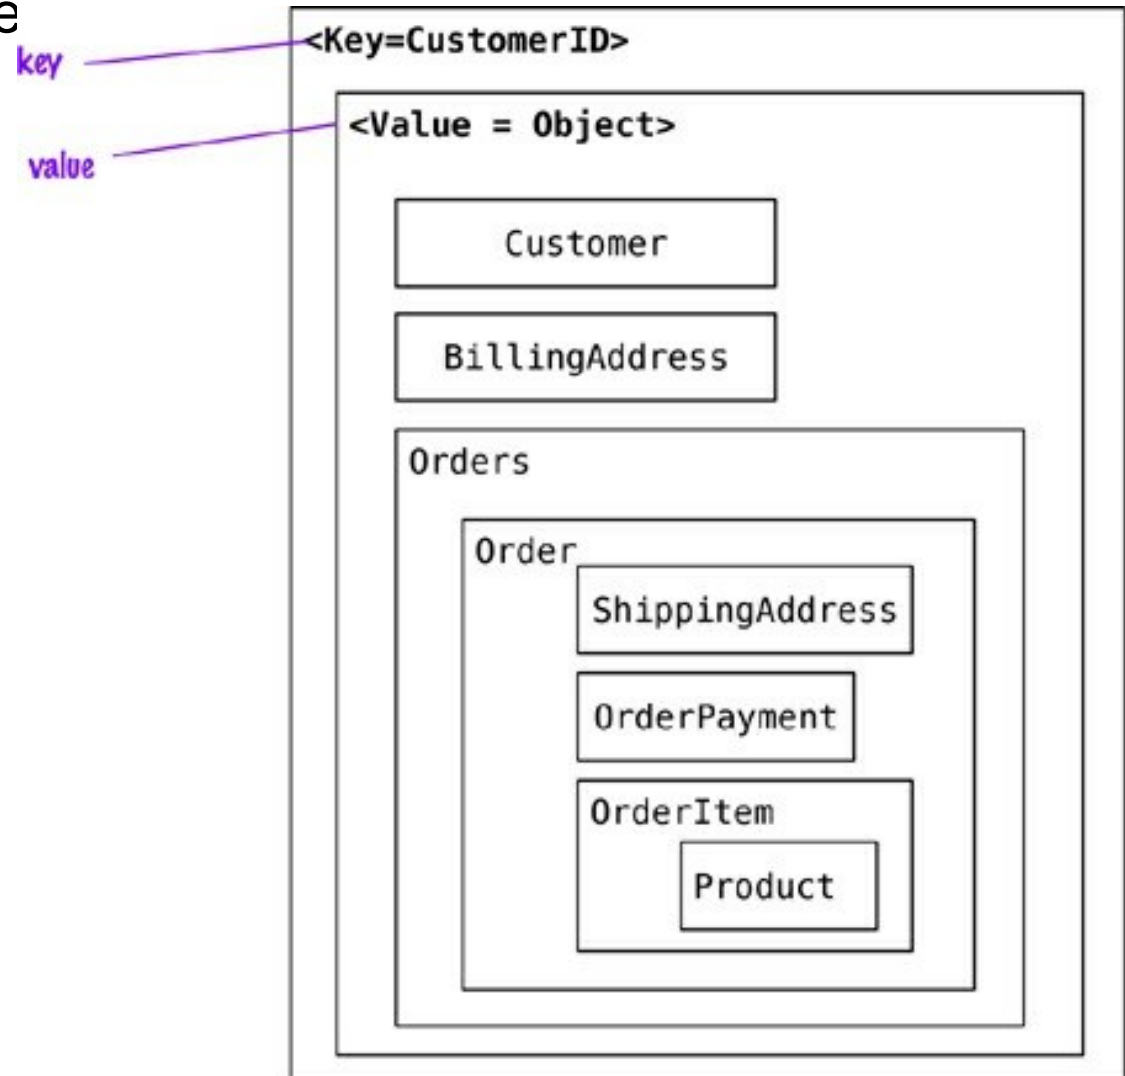 e
key
<Key=CustomerID>
value
<Value = Object>
Customer
BillingAddress
Orders
Order
ShippingAddress
OrderPayment
OrderItem
Product